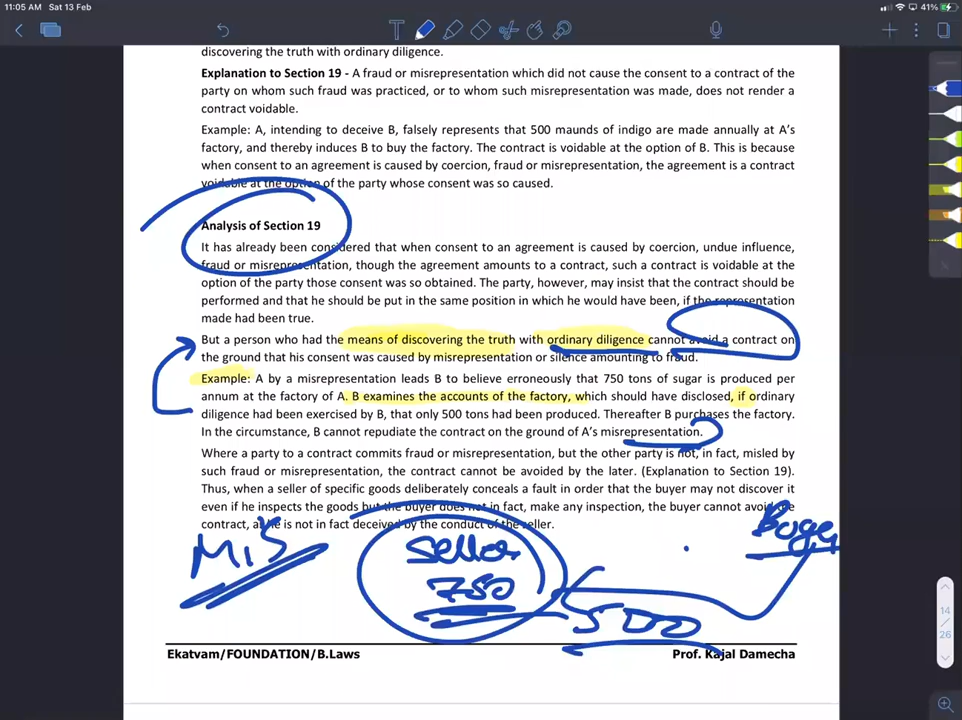 11:05 AM Sat 13 Feb
41%
discovering the truth with ordinary diligence.
Explanation to Section 19 - A fraud or misrepresentation which did not cause the consent to a contract of the
party on whom such fraud was practiced, or to whom such misrepresentation was made, does not render a
contract voidable.
Example: A, intending to deceive B, falsely represents that 500 maunds of indigo are made annually at A's
factory, and thereby induces B to buy the factory. The contract is voidable at the option of B. This is because
when consent to an agreement is caused by coercion, fraud or misrepresentation, the agreement is a contract
voidable at the option of the party whose consent was so caused.
Analysis of Section 19
It has already been considered that when consent to an agreement is caused by coercion, undue influence,
fraud or misrepresentation, though the agreement amounts to a contract, such a contract is voidable at the
option of the party those consent was so obtained. The party, however, may insist that the contract should be
performed and that he should be put in the same position in which he would have been, if the representation
made had been true.
But a person who had the means of discovering the truth with ordinary diligence cannot avoid a contract on
the ground that his consent was caused by misrepresentation or silence amounting to fraud.
Example: A by a misrepresentation leads B to believe erroneously that 750 tons of sugar is produced per
annum at the factory of A. B examines the accounts of the factory, which should have disclosed, if ordinary
diligence had been exercised by B, that only 500 tons had been produced. Thereafter B purchases the factory.
In the circumstance, B cannot repudiate the contract on the ground of A's misrepresentation.
Where a party to a contract commits fraud or misrepresentation, but the other party is not, in fact, misled by
such fraud or misrepresentation, the contract cannot be avoided by the later. (Explanation to Section 19).
Thus, when a seller of specific goods deliberately conceals a fault in order that the buyer may not discover it
even if he inspects the goods but the buyer does not in fact, make any inspection, the buyer cannot avoid the
contract, as he is not in fact deceived by the conduct of the seller.
Mis
Seller
750
500
14
/
26
Ekatvam/FOUNDATION/B.Laws
Prof. Kajal Damecha